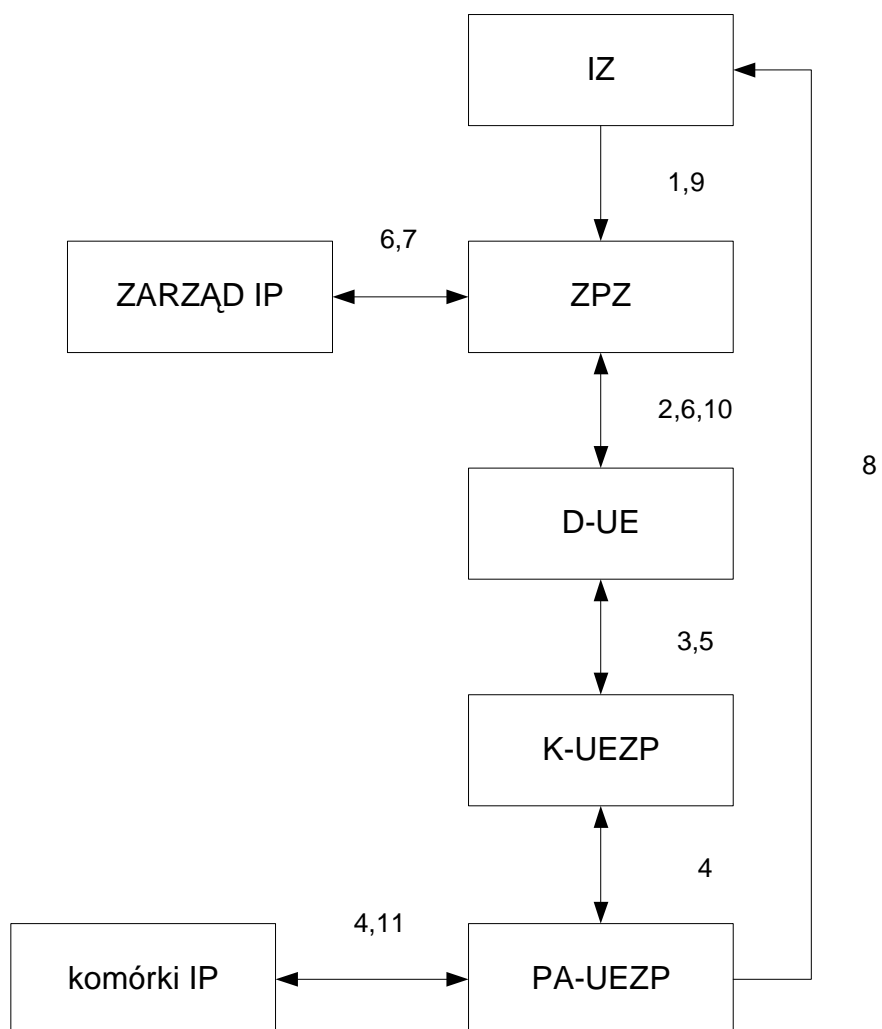 IZ
1,9
6,7
ZARZĄD IP
ZPZ
2,6,10
8
D-UE
3,5
K-UEZP
4
4,11
komórki IP
PA-UEZP